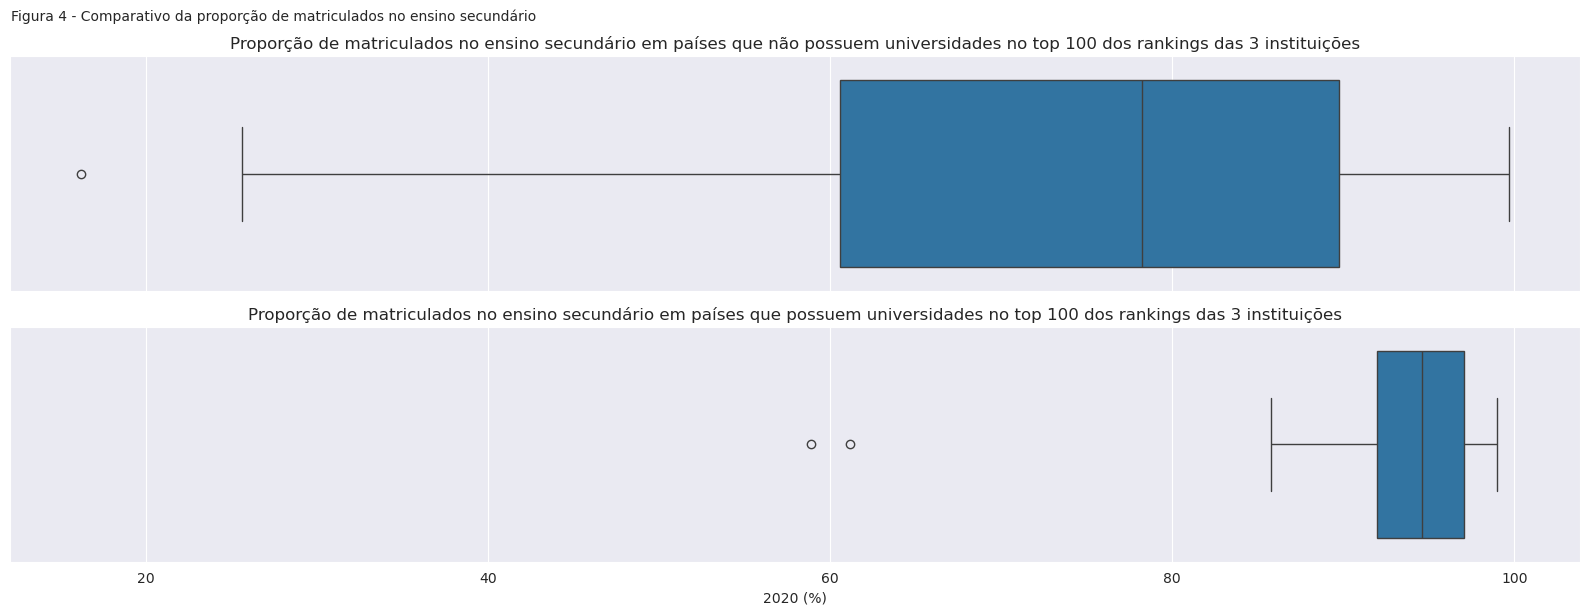 Figura 4 - Comparativo da proporção de matriculados no ensino secundário
Proporção de matriculados no ensino secundário em países que não possuem universidades no top 100 dos rankings das 3 instituições
Proporção de matriculados no ensino secundário em países que possuem universidades no top 100 dos rankings das 3 instituições
20 40 60 80 100
2020 (%)